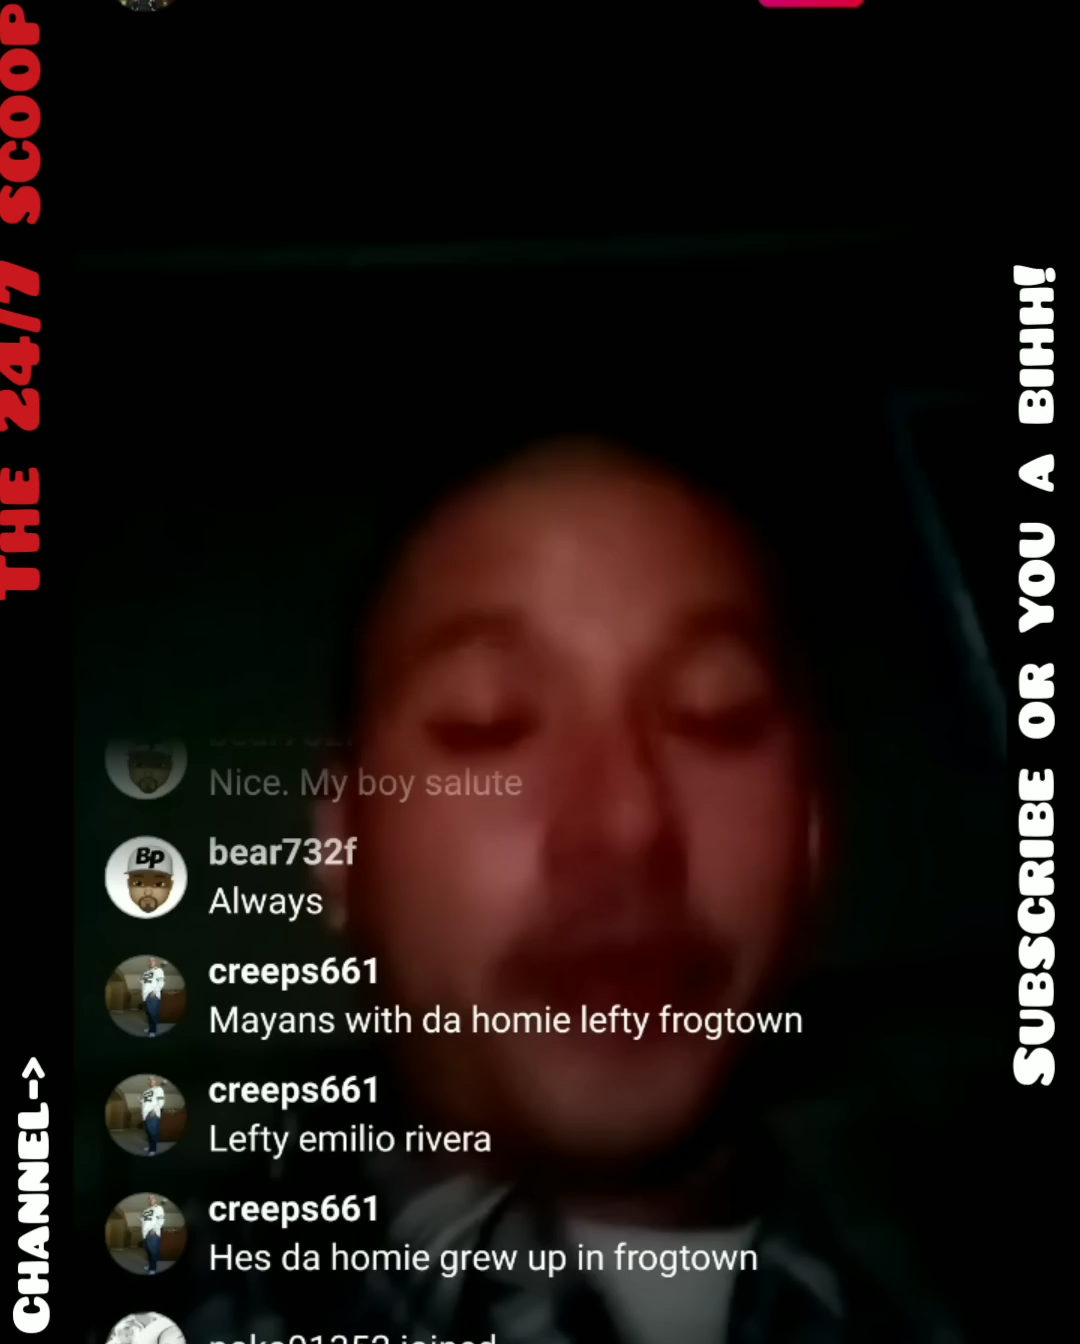 THE 24/7 SCOOP
CHANNEL-->
SUBSCRIBE OR YOU A BIHH!
Nice. My boy salute
bear732f
Always
creeps661
Mayans with da homie lefty frogtown
creeps661
Lefty emilio rivera
creeps661
Hes da homie grew up in frogtown
joined